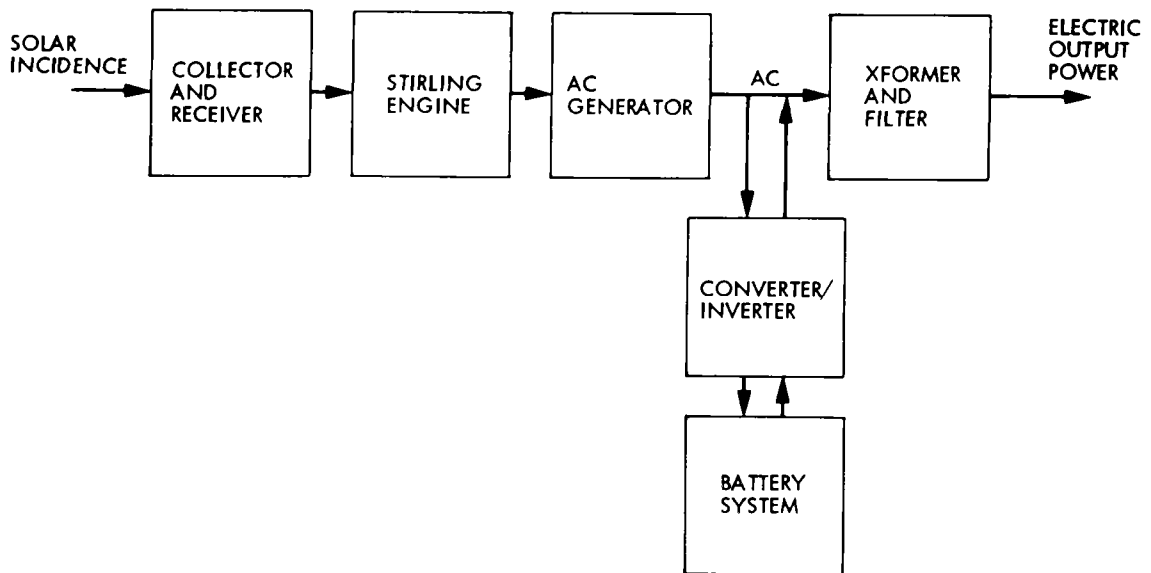 SOLAR
INCIDENCE
COLLECTOR
AND
RECEIVER
STIRLING
ENGINE
AC
GENERATOR
AC
XFORMER
AND
FILTER
ELECTRIC
OUTPUT
POWER
CONVERTER/
INVERTER
BATTERY
SYSTEM